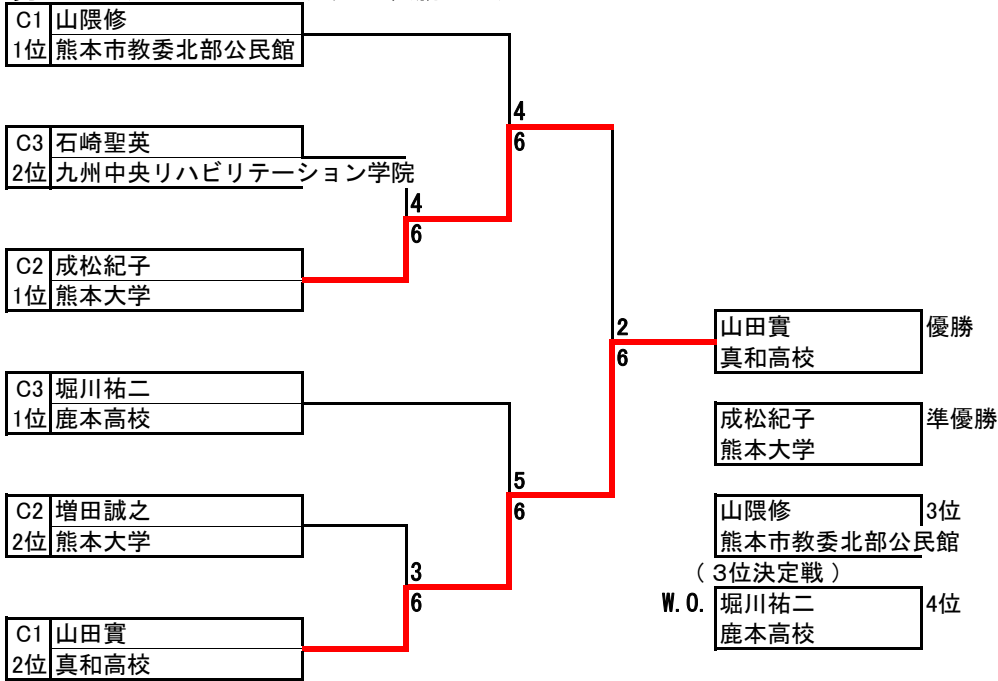 C1 山隈修
1位 熊本市教委北部公民館
4
6
C3 石崎聖英
2位 九州中央リハビリテーション学院
4
6
C2 成松紀子
1位 熊本大学
2
6
山田實 優勝
真和高校
C3 堀川祐二
1位 鹿本高校
成松紀子 準優勝
熊本大学
5
6
C2 増田誠之
2位 熊本大学
山隈修 3位
熊本市教委北部公民館
(3位決定戦)
3
6
W.O. 堀川祐二 4位
鹿本高校
C1 山田實
2位 真和高校